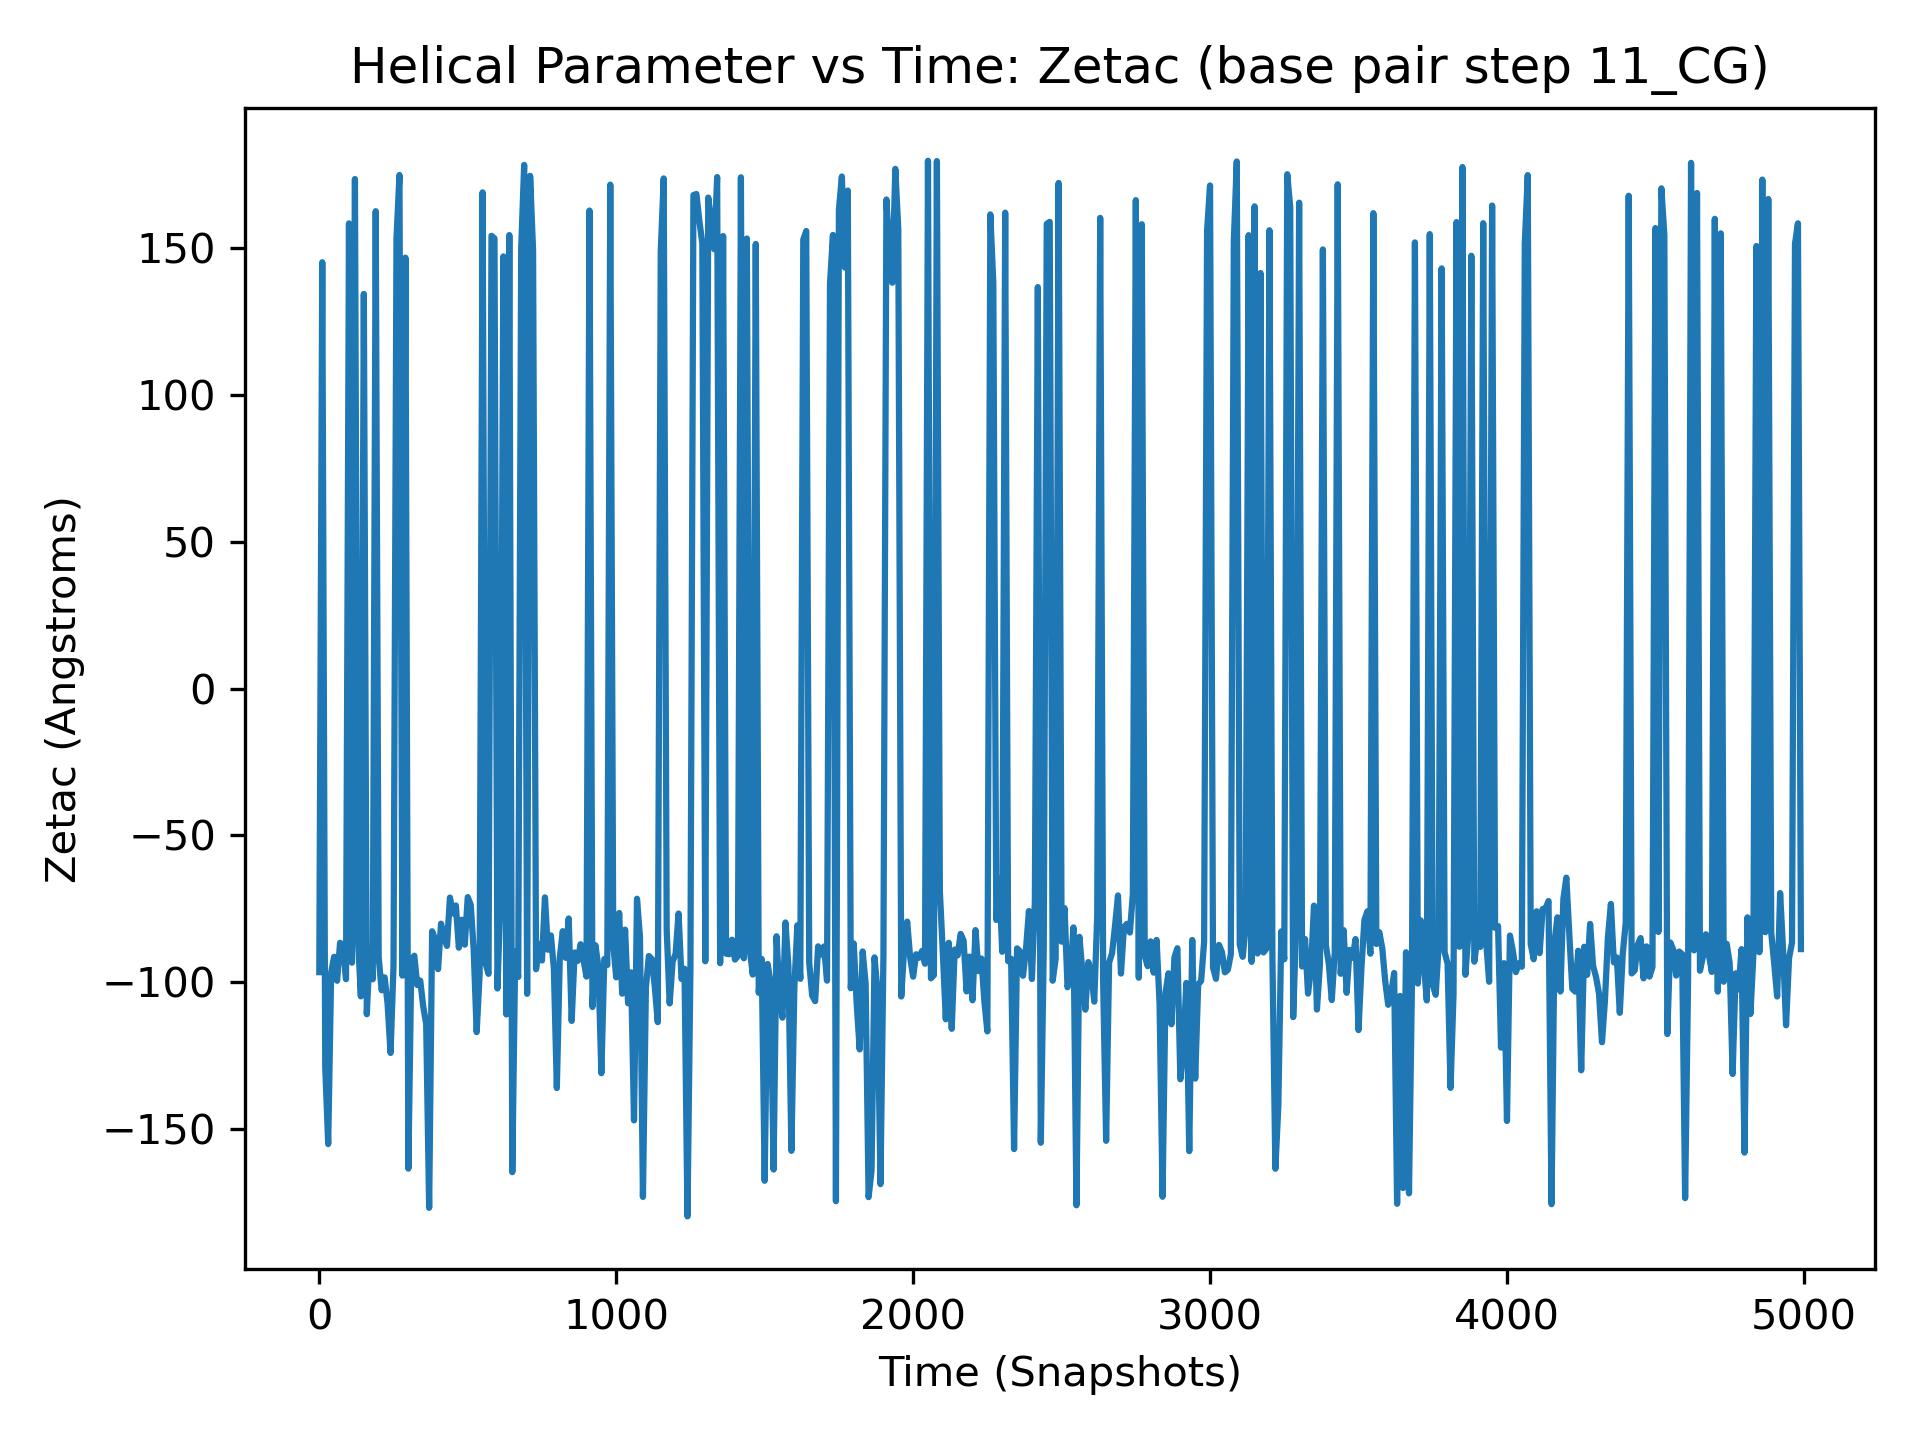 Helical Parameter vs Time: Zetac (base pair step 11_CG)
Zetac (Angstroms)
150
100
50
0
−50
−100
−150
0 1000 2000 3000 4000 5000
Time (Snapshots)